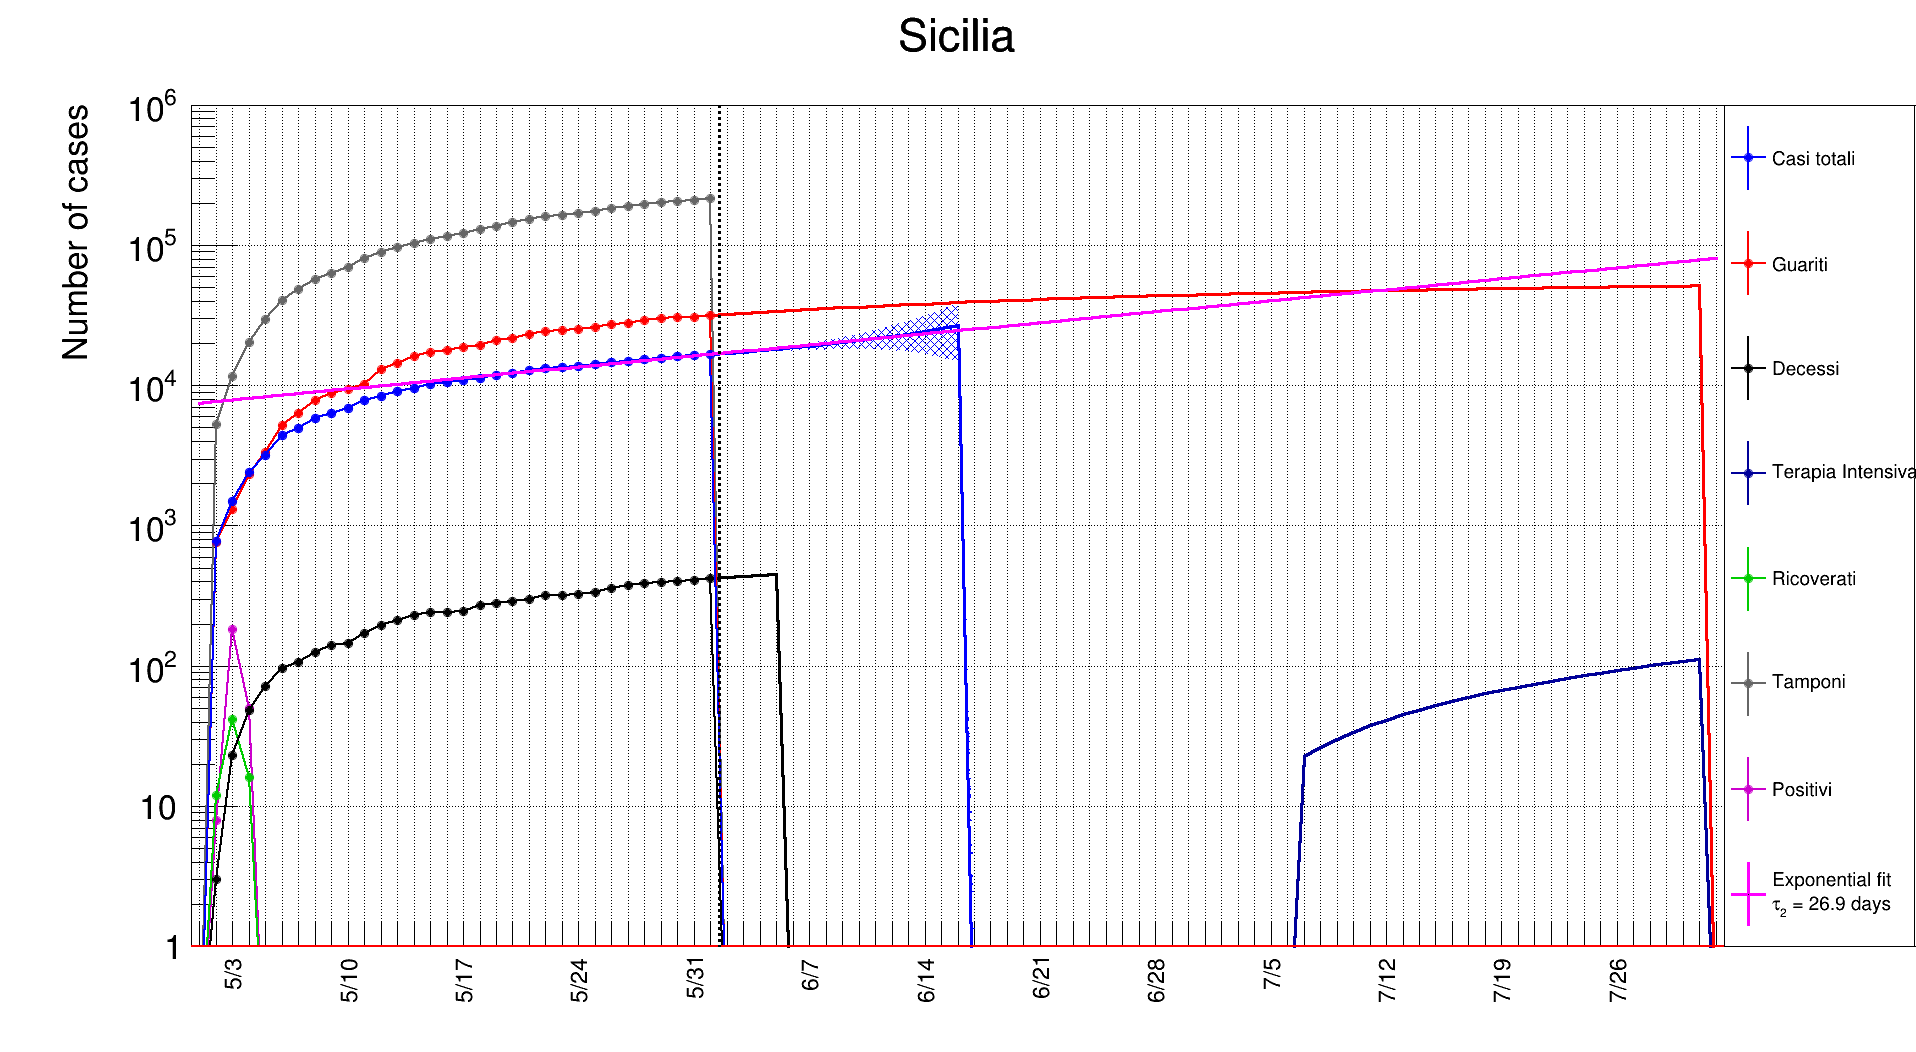 Sicilia
Number of cases
10^6
10^5
10^4
10^3
10^2
10
1
5/3 5/10 5/17 5/24 5/31 6/7 6/14 6/21 6/28 7/5 7/12 7/19 7/26
Casi totali
Guariti
Decessi
Terapia Intensiva
Ricoverati
Tamponi
Positivi
Exponential fit
τ₂ = 26.9 days